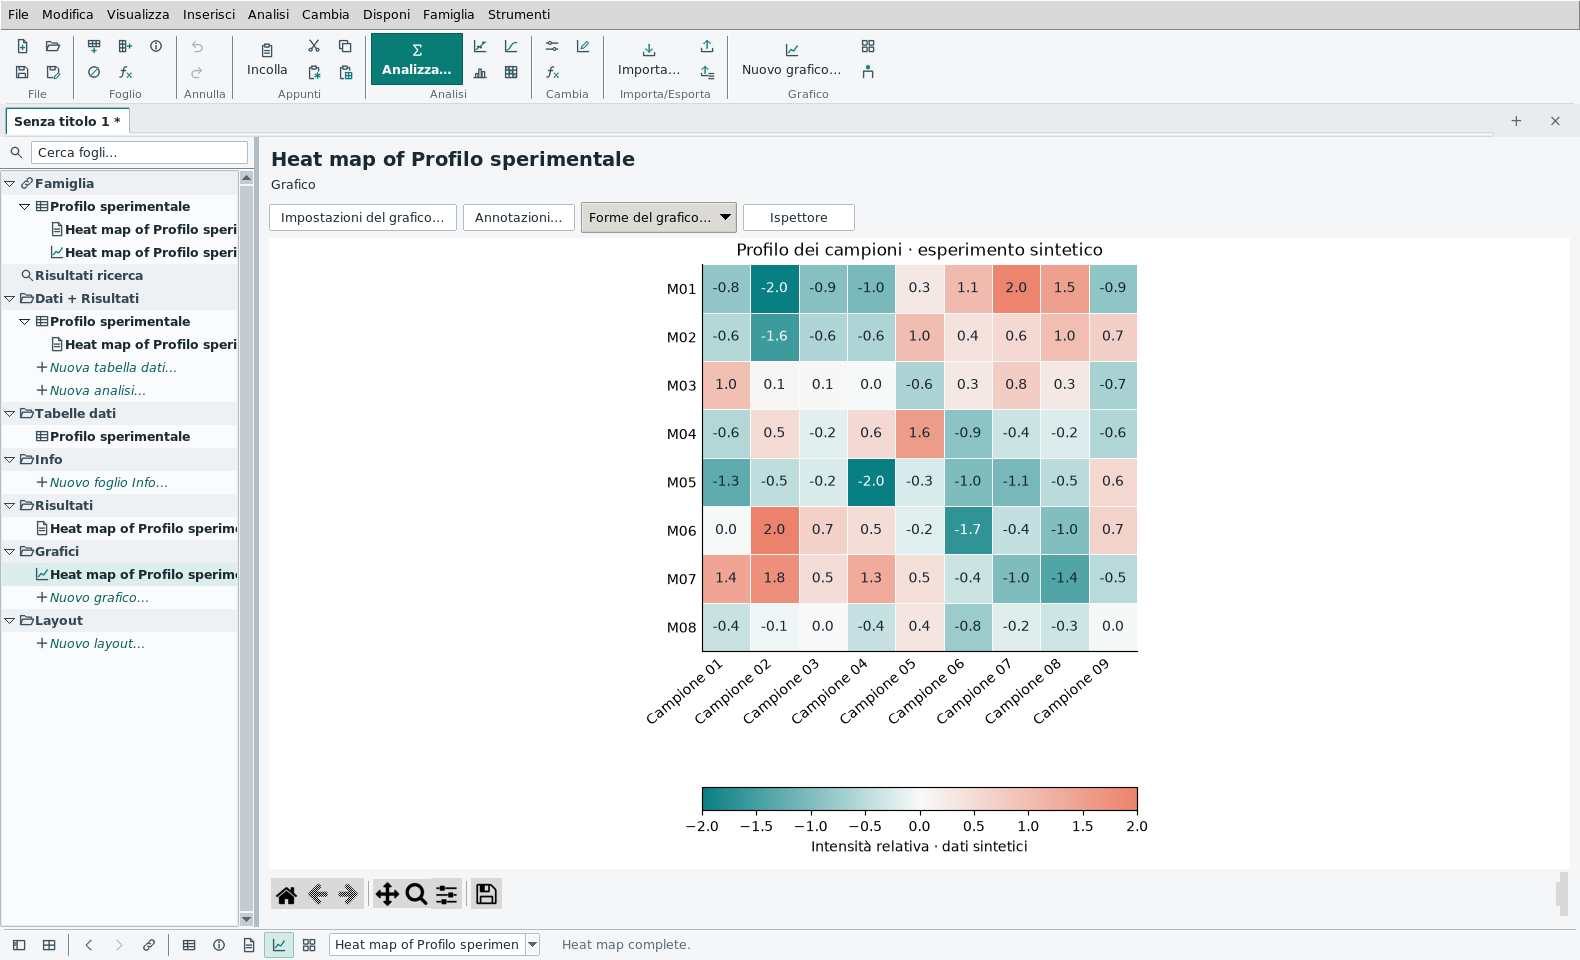 File Modifica Visualizza Inserisci Analisi Cambia Disponi Famiglia Strumenti
Incolla
Σ
Analizza...
Importa...
Nuovo grafico...
File Foglio Annulla Appunti Analisi Cambia Importa/Esporta Grafico
Senza titolo 1 *
Cerca fogli...
Famiglia
Profilo sperimentale
Heat map of Profilo speri
Heat map of Profilo speri
Risultati ricerca
Dati + Risultati
Profilo sperimentale
Heat map of Profilo speri
Nuova tabella dati...
Nuova analisi...
Tabelle dati
Profilo sperimentale
Info
Nuovo foglio Info...
Risultati
Heat map of Profilo sperim
Grafici
Heat map of Profilo sperim
Nuovo grafico...
Layout
Nuovo layout...
Heat map of Profilo sperimentale
Grafico
Impostazioni del grafico... Annotazioni... Forme del grafico... Ispettore
Profilo dei campioni · esperimento sintetico
M01 -0.8 -2.0 -0.9 -1.0 0.3 1.1 2.0 1.5 -0.9
M02 -0.6 -1.6 -0.6 -0.6 1.0 0.4 0.6 1.0 0.7
M03 1.0 0.1 0.1 0.0 -0.6 0.3 0.8 0.3 -0.7
M04 -0.6 0.5 -0.2 0.6 1.6 -0.9 -0.4 -0.2 -0.6
M05 -1.3 -0.5 -0.2 -2.0 -0.3 -1.0 -1.1 -0.5 0.6
M06 0.0 2.0 0.7 0.5 -0.2 -1.7 -0.4 -1.0 0.7
M07 1.4 1.8 0.5 1.3 0.5 -0.4 -1.0 -1.4 -0.5
M08 -0.4 -0.1 0.0 -0.4 0.4 -0.8 -0.2 -0.3 0.0
Campione 01 Campione 02 Campione 03 Campione 04 Campione 05 Campione 06 Campione 07 Campione 08 Campione 09
−2.0 −1.5 −1.0 −0.5 0.0 0.5 1.0 1.5 2.0
Intensità relativa · dati sintetici
Heat map of Profilo sperimen
Heat map complete.